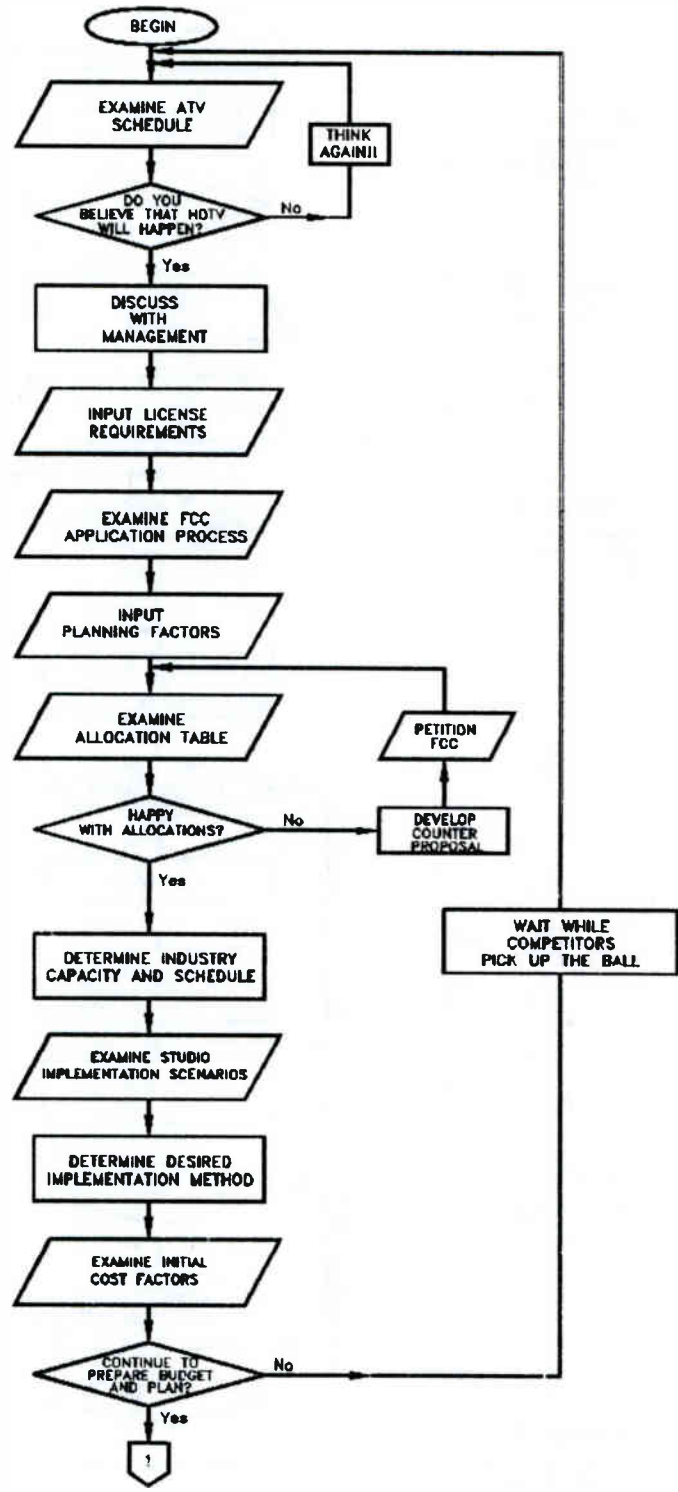 BEGIN
EXAMINE ATV
SCHEDULE
THINK
AGAIN!!
DO YOU
BELIEVE THAT HDTV
WILL HAPPEN?
No
Yes
DISCUSS
WITH
MANAGEMENT
INPUT LICENSE
REQUIREMENTS
EXAMINE FCC
APPLICATION PROCESS
INPUT
PLANNING FACTORS
EXAMINE
ALLOCATION TABLE
PETITION
FCC
HAPPY
WITH ALLOCATIONS?
No
DEVELOP
COUNTER
PROPOSAL
Yes
WAIT WHILE
COMPETITORS
PICK UP THE BALL
DETERMINE INDUSTRY
CAPACITY AND SCHEDULE
EXAMINE STUDIO
IMPLEMENTATION SCENARIOS
DETERMINE DESIRED
IMPLEMENTATION METHOD
EXAMINE INITIAL
COST FACTORS
CONTINUE TO
PREPARE BUDGET
AND PLAN?
No
Yes
1